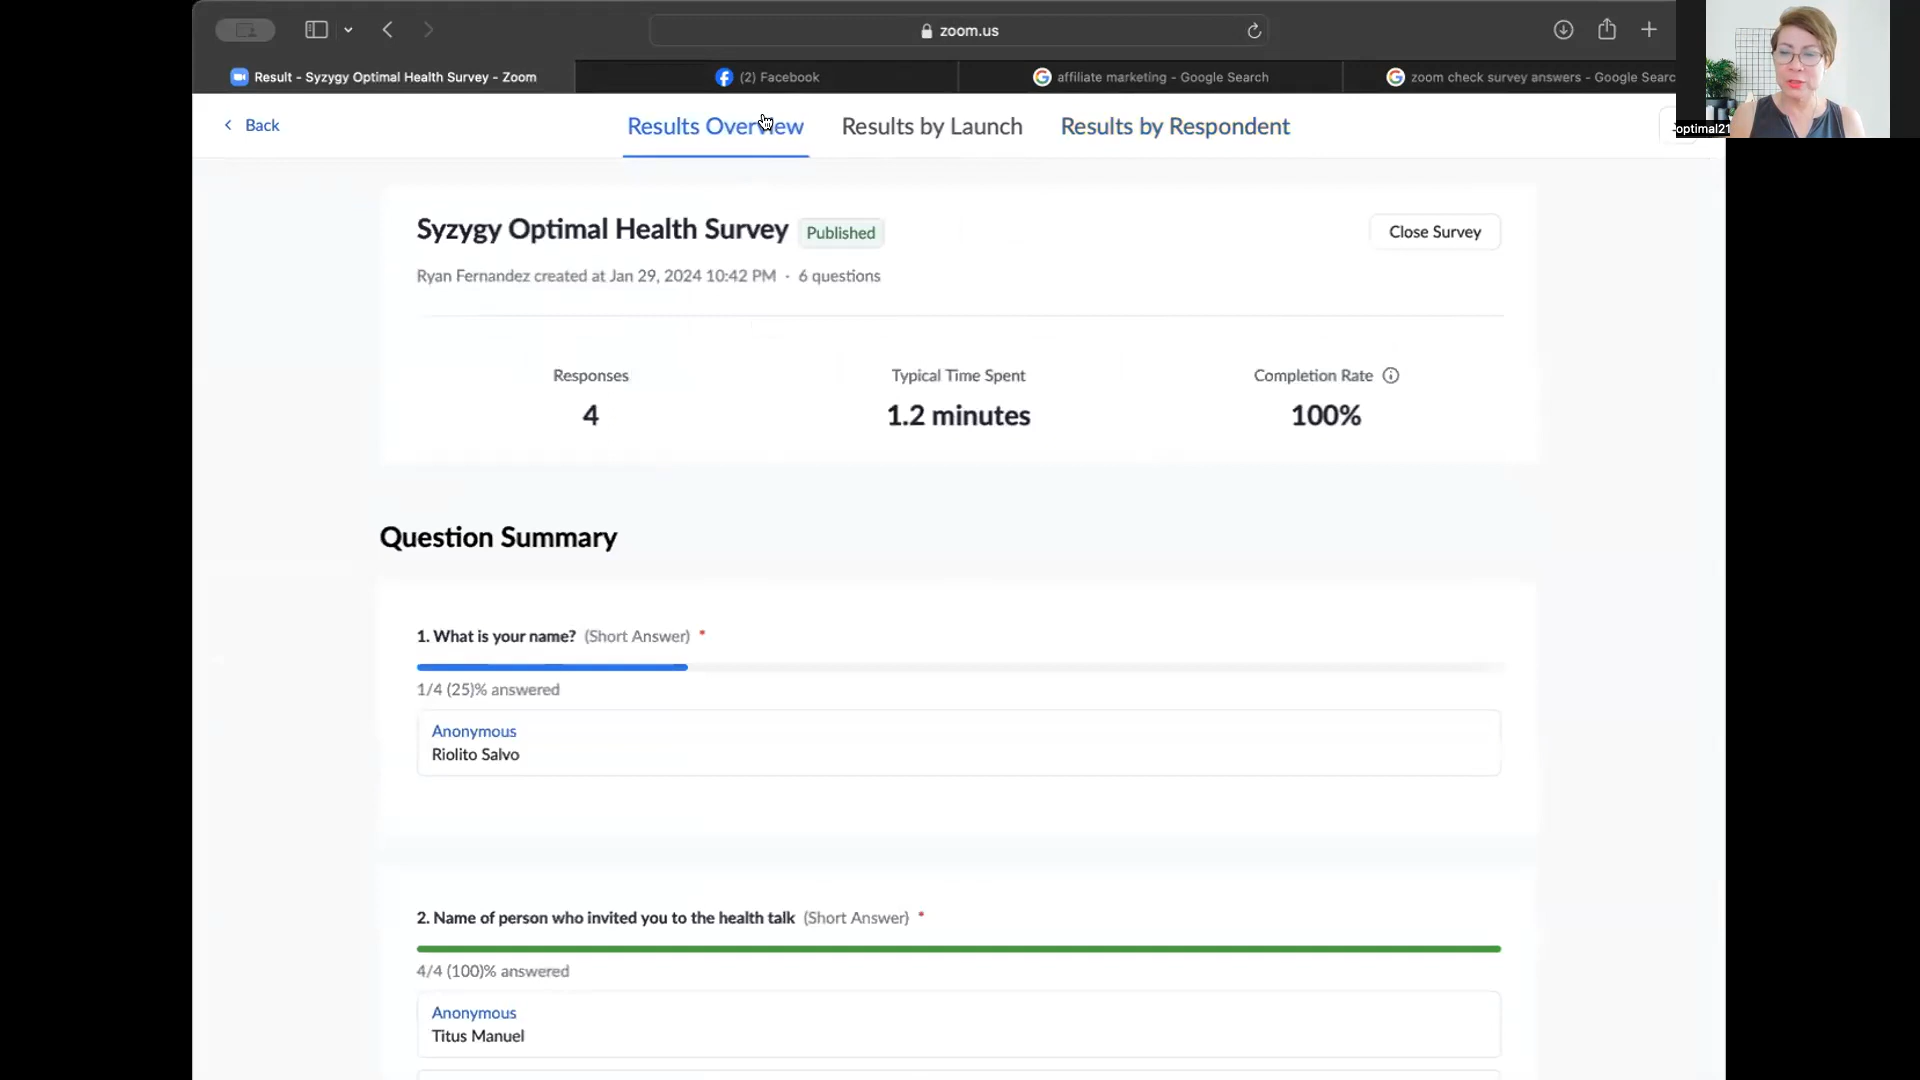 zoom.us
Result - Syzygy Optimal Health Survey - Zoom
(2) Facebook
affiliate marketing - Google Search
zoom check survey answers - Google Searc
optimal21
Back
Results Overview
Results by Launch
Results by Respondent
Syzygy Optimal Health Survey
Published
Close Survey
Ryan Fernandez created at Jan 29, 2024 10:42 PM · 6 questions
Responses
Typical Time Spent
Completion Rate
4
1.2 minutes
100%
Question Summary
1. What is your name? (Short Answer) *
1/4 (25)% answered
Anonymous
Riolito Salvo
2. Name of person who invited you to the health talk (Short Answer) *
4/4 (100)% answered
Anonymous
Titus Manuel